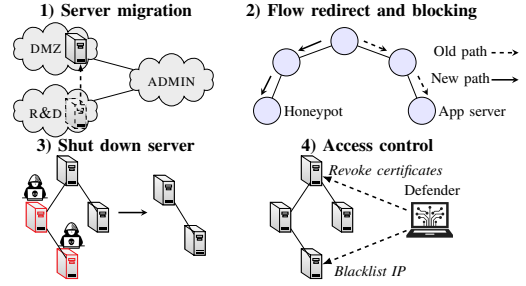 1) Server migration
DMZ
ADMIN
R&D
2) Flow redirect and blocking
Old path
New path
Honeypot
App server
3) Shut down server
4) Access control
Revoke certificates
Defender
Blacklist IP